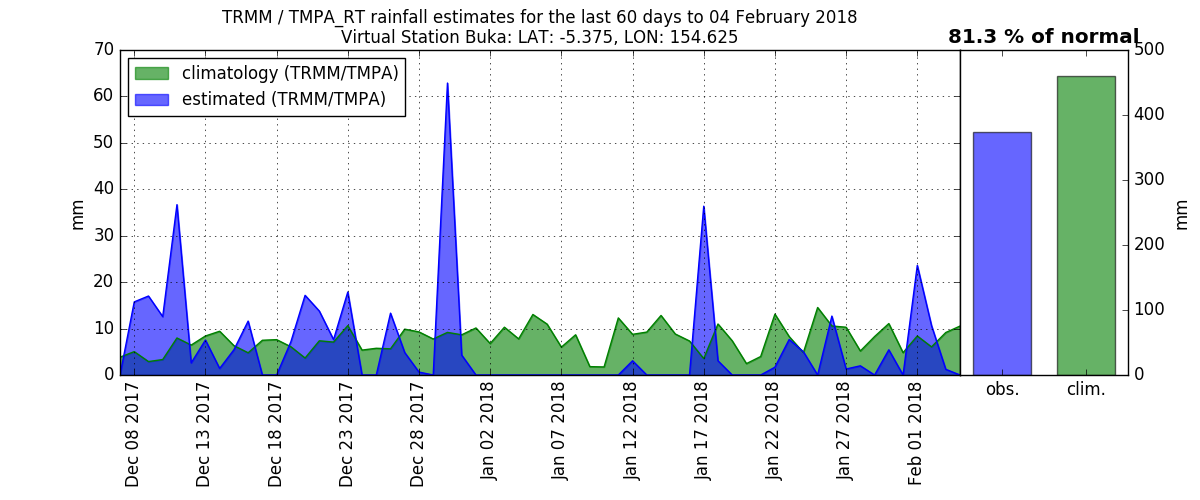 TRMM / TMPA_RT rainfall estimates for the last 60 days to 04 February 2018
Virtual Station Buka: LAT: -5.375, LON: 154.625
81.3 % of normal
climatology (TRMM/TMPA)
estimated (TRMM/TMPA)
mm
70
60
50
40
30
20
10
0
Dec 08 2017
Dec 13 2017
Dec 18 2017
Dec 23 2017
Dec 28 2017
Jan 02 2018
Jan 07 2018
Jan 12 2018
Jan 17 2018
Jan 22 2018
Jan 27 2018
Feb 01 2018
obs.
clim.
500
400
300
200
100
0
mm